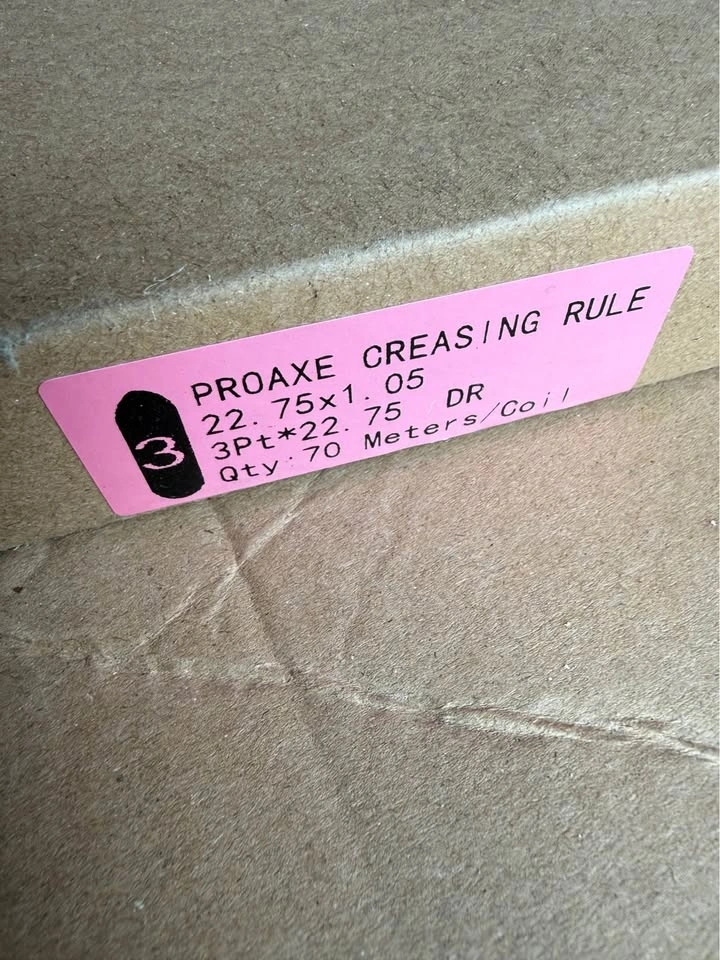 PROAXE CREASING RULE
22.75x1.05
3Pt*22.75 DR
Qty:70 Meters/Coil
3